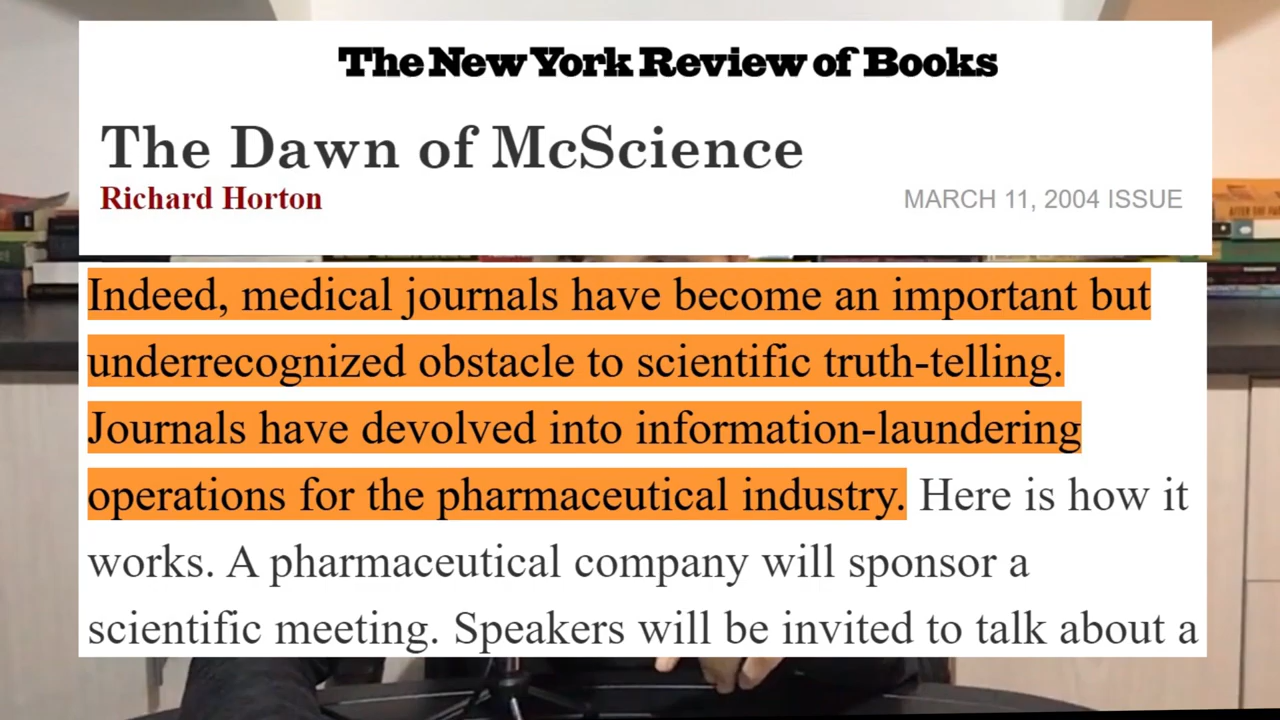 The New York Review of Books
The Dawn of McScience
Richard Horton
MARCH 11, 2004 ISSUE
Indeed, medical journals have become an important but
underrecognized obstacle to scientific truth-telling.
Journals have devolved into information-laundering
operations for the pharmaceutical industry. Here is how it
works. A pharmaceutical company will sponsor a
scientific meeting. Speakers will be invited to talk about a